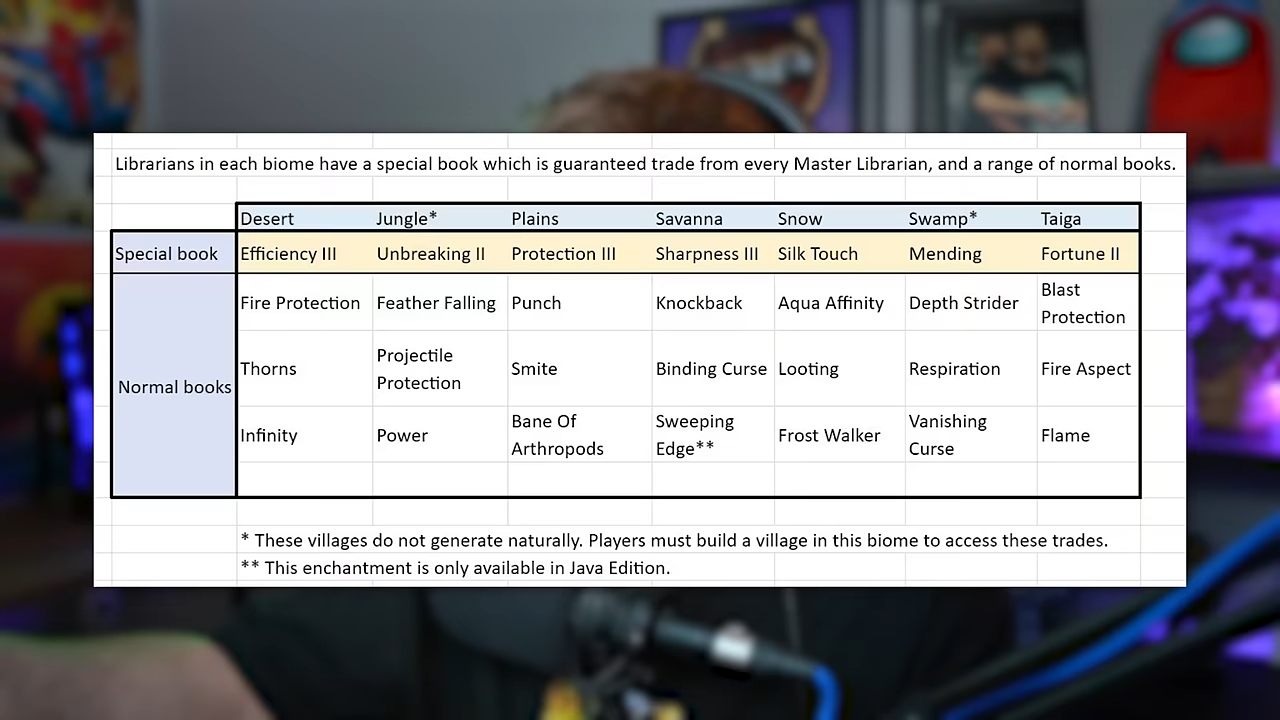 Librarians in each biome have a special book which is guaranteed trade from every Master Librarian, and a range of normal books.
Desert Jungle* Plains Savanna Snow Swamp* Taiga
Special book Efficiency III Unbreaking II Protection III Sharpness III Silk Touch Mending Fortune II
Normal books
Fire Protection Feather Falling Punch Knockback Aqua Affinity Depth Strider Blast Protection
Thorns Projectile Protection Smite Binding Curse Looting Respiration Fire Aspect
Infinity Power Bane Of Arthropods Sweeping Edge** Frost Walker Vanishing Curse Flame
* These villages do not generate naturally. Players must build a village in this biome to access these trades.
** This enchantment is only available in Java Edition.